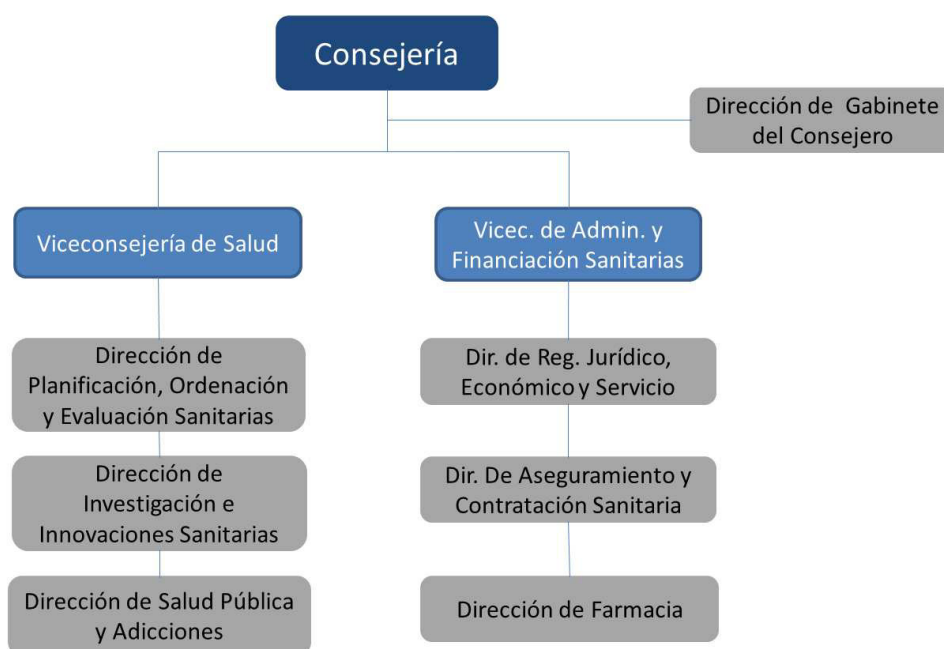 Consejería
Dirección de Gabinete
del Consejero
Viceconsejería de Salud
Vicec. de Admin. y
Financiación Sanitarias
Dirección de
Planificación, Ordenación
y Evaluación Sanitarias
Dir. de Reg. Jurídico,
Económico y Servicio
Dirección de
Investigación e
Innovaciones Sanitarias
Dir. De Aseguramiento y
Contratación Sanitaria
Dirección de Salud Pública
y Adicciones
Dirección de Farmacia